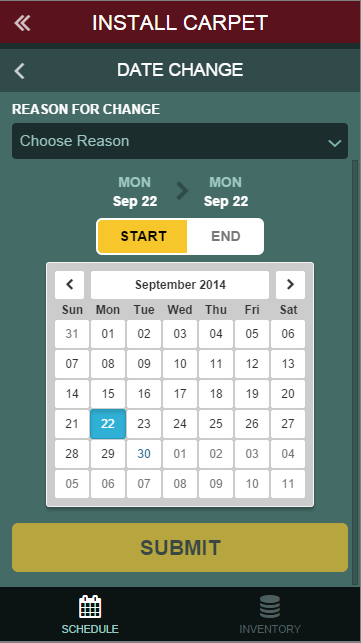 INSTALL CARPET
DATE CHANGE
REASON FOR CHANGE
Choose Reason
MON MON
Sep 22 Sep 22
START END
September 2014
Sun Mon Tue Wed Thu Fri Sat
31 01 02 03 04 05 06
07 08 09 10 11 12 13
14 15 16 17 18 19 20
21 22 23 24 25 26 27
28 29 30 01 02 03 04
05 06 07 08 09 10 11
SUBMIT
SCHEDULE INVENTORY